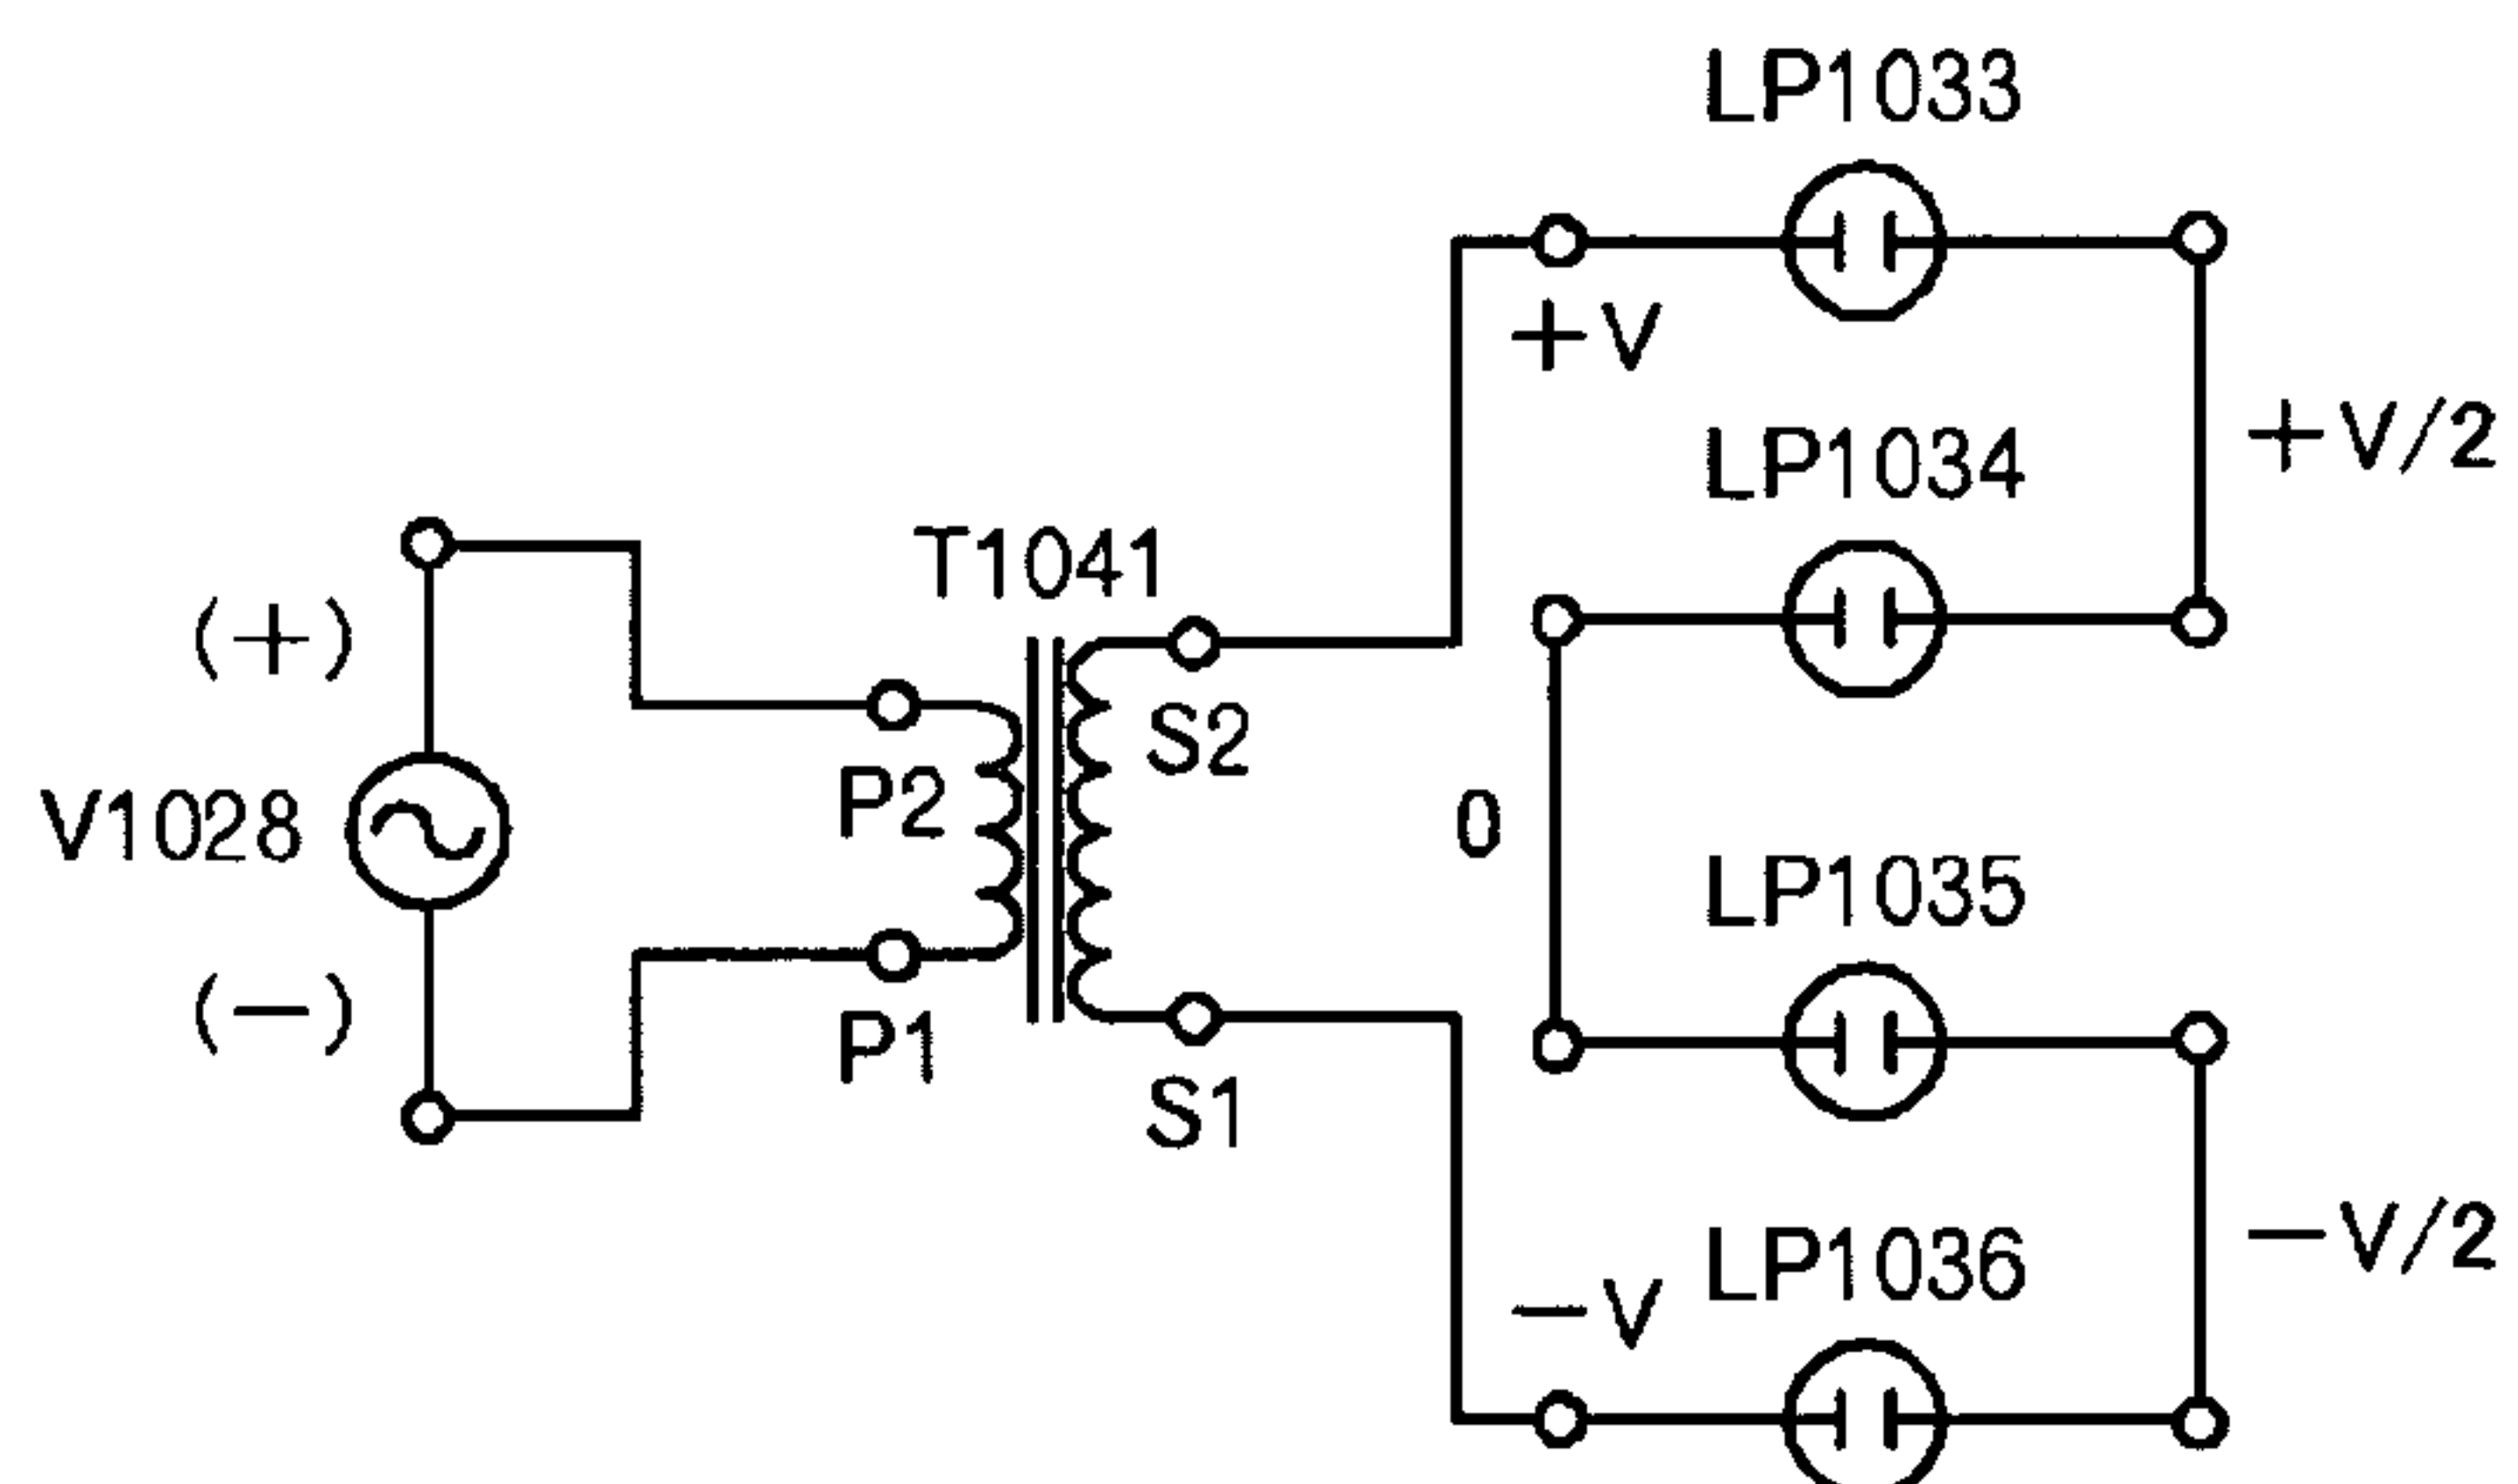 LP1033
+V
LP1034
+V/2
T1041
(+)
S2
P2
V1028
0
LP1035
(−)
P1
S1
−V/2
LP1036
−V